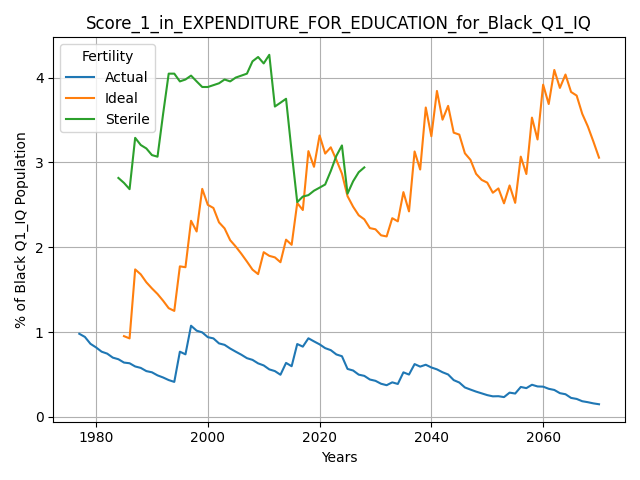 Score_1_in_EXPENDITURE_FOR_EDUCATION_for_Black_Q1_IQ
Fertility
Actual
Ideal
Sterile
% of Black Q1_IQ Population
4
3
2
1
0
1980
2000
2020
2040
2060
Years